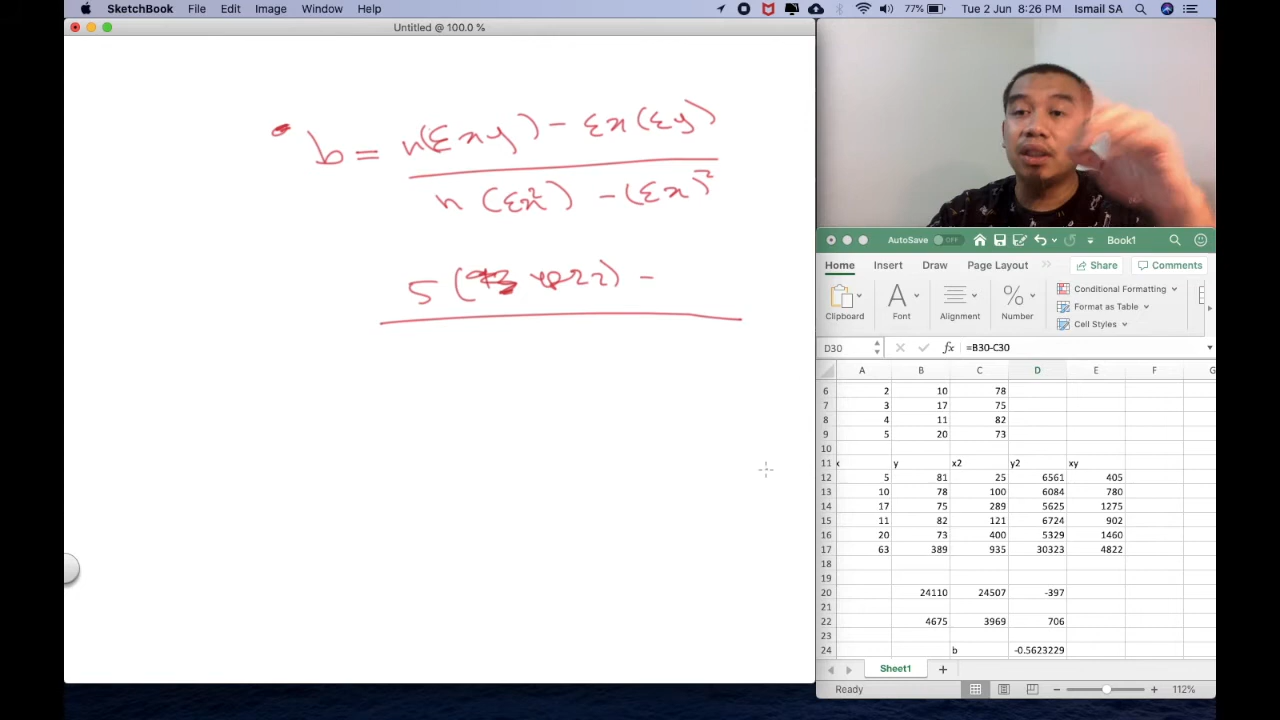 SketchBook File Edit Image Window Help 77% Tue 2 Jun 8:26 PM Ismail SA
Untitled @ 100.0 %
b = n(Σxy) - Σx(Σy)
n (Σx²) - (Σx)²
5 ( 4822) -
AutoSave OFF Book1
Home Insert Draw Share Comments
Clipboard Font Alignment Number Conditional Formatting Format as Table Cell Styles
D30 fx =B30-C30
A B C D E F G
6 2 10 78
7 3 17 75
8 4 11 82
9 5 20 73
10
11 x y x2 y2 xy
12 5 81 25 6561 405
13 10 78 100 6084 780
14 17 75 289 5625 1275
15 11 82 121 6724 902
16 20 73 400 5329 1460
17 63 389 935 30323 4822
18
19
20 24110 24507 -397
21
22 4675 3969 706
23
24 b -0.5623229
Sheet1
Ready 112%